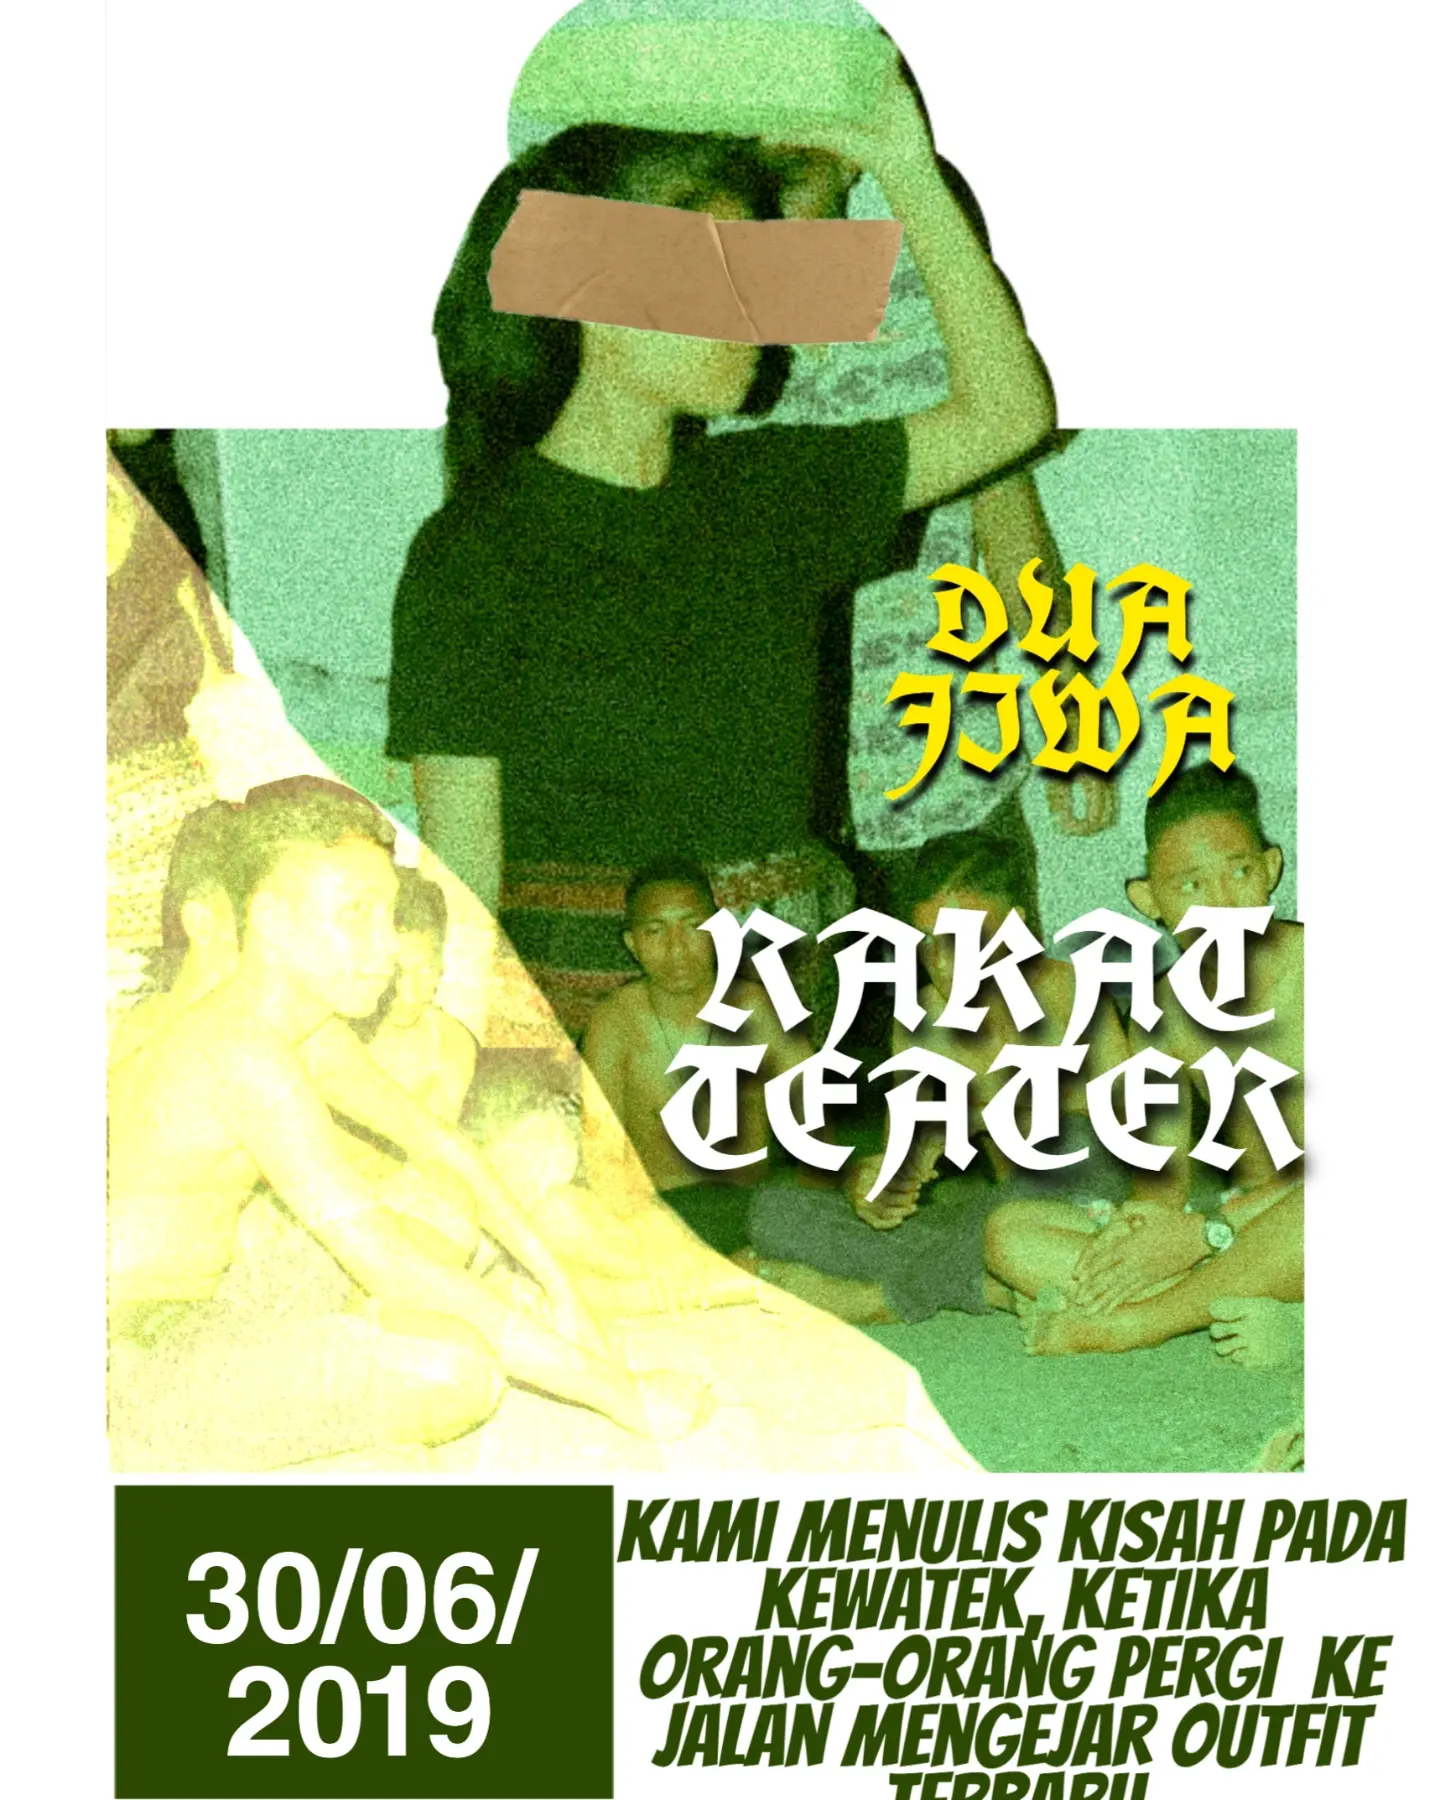 DUA
JIWA
RAKAT
TEATER
30/06/
2019
KAMI MENULIS KISAH PADA
KEWATEK, KETIKA
ORANG-ORANG PERGI KE
JALAN MENGEJAR OUTFIT
TERBARU